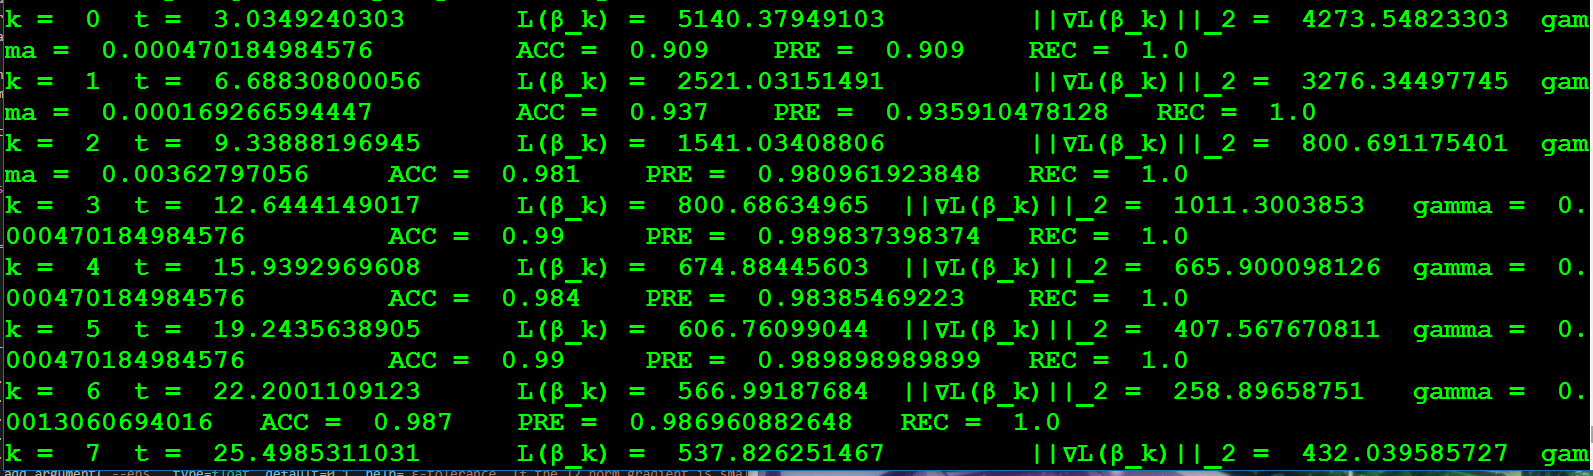 k =  0  t =  3.0349240303  L(β_k) =  5140.37949103  ||∇L(β_k)||_2 =  4273.54823303  gam
ma =  0.000470184984576  ACC =  0.909  PRE =  0.909  REC =  1.0
k =  1  t =  6.68830800056  L(β_k) =  2521.03151491  ||∇L(β_k)||_2 =  3276.34497745  gam
ma =  0.000169266594447  ACC =  0.937  PRE =  0.935910478128  REC =  1.0
k =  2  t =  9.33888196945  L(β_k) =  1541.03408806  ||∇L(β_k)||_2 =  800.691175401  gam
ma =  0.00362797056  ACC =  0.981  PRE =  0.980961923848  REC =  1.0
k =  3  t =  12.6444149017  L(β_k) =  800.68634965  ||∇L(β_k)||_2 =  1011.3003853  gamma =  0.
000470184984576  ACC =  0.99  PRE =  0.989837398374  REC =  1.0
k =  4  t =  15.9392969608  L(β_k) =  674.88445603  ||∇L(β_k)||_2 =  665.900098126  gamma =  0.
000470184984576  ACC =  0.984  PRE =  0.98385469223  REC =  1.0
k =  5  t =  19.2435638905  L(β_k) =  606.76099044  ||∇L(β_k)||_2 =  407.567670811  gamma =  0.
000470184984576  ACC =  0.99  PRE =  0.989898989899  REC =  1.0
k =  6  t =  22.2001109123  L(β_k) =  566.99187684  ||∇L(β_k)||_2 =  258.89658751  gamma =  0.
0013060694016  ACC =  0.987  PRE =  0.986960882648  REC =  1.0
k =  7  t =  25.4985311031  L(β_k) =  537.826251467  ||∇L(β_k)||_2 =  432.039585727  gam